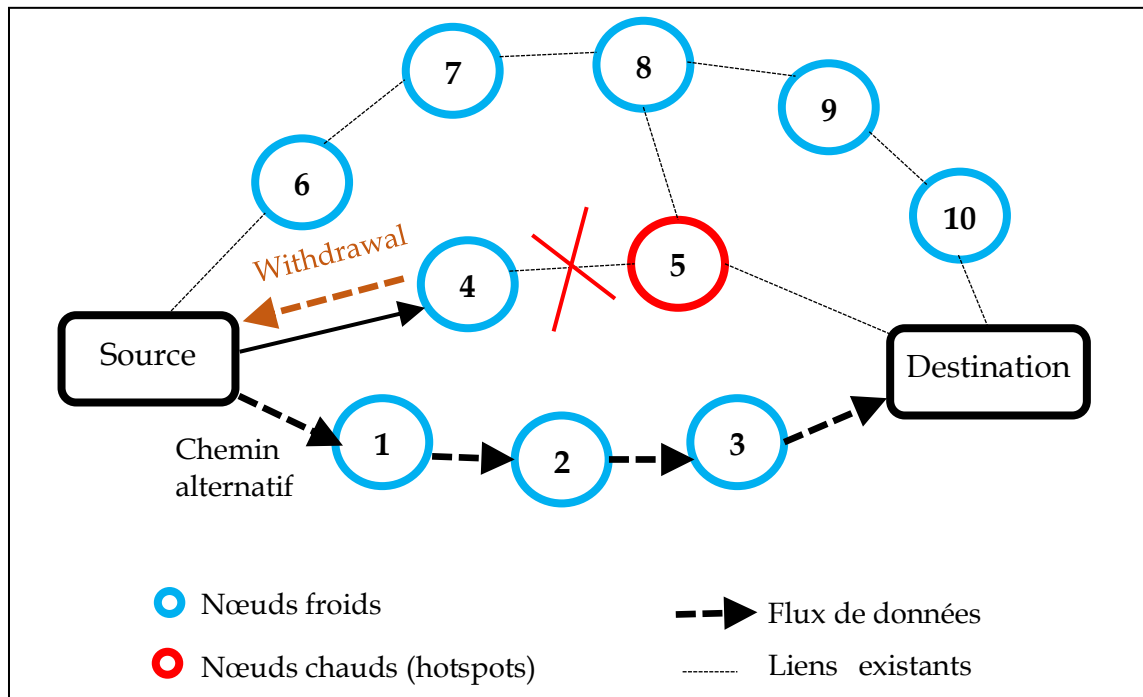 7
8
9
6
10
Withdrawal
4
5
Source
Destination
Chemin
alternatif
1
2
3
Nœuds froids
Flux de données
Nœuds chauds (hotspots)
Liens existants